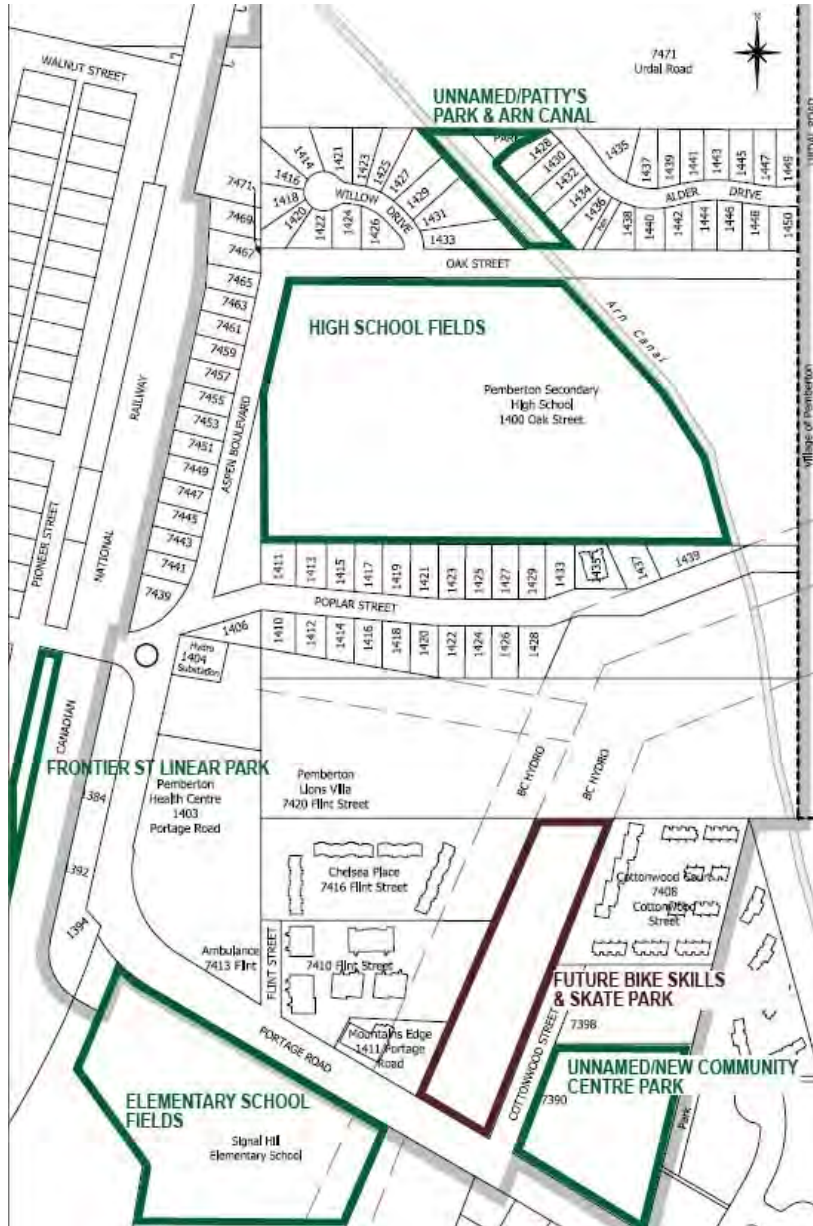 WALNUT STREET
7471
Urdal Road
N
URDAL ROAD
UNNAMED/PATTY'S
PARK & ARN CANAL
PARK
1414
1421
1423
1425
1427
1416
1418
1420
1422
1424
1426
1429
1431
1433
WILLOW
DRIVE
1428
1430
1432
1434
1436
1435
1437
1439
1441
1443
1445
1447
1449
ALDER DRIVE
1438
1440
1442
1444
1446
1448
1450
OAK STREET
7471
7469
7467
7465
7463
7461
7459
7457
7455
7453
7451
7449
7447
7445
7443
7441
7439
ASPEN BOULEVARD
RAILWAY
NATIONAL
CANADIAN
PIONEER STREET
HIGH SCHOOL FIELDS
Pemberton Secondary
High School
1400 Oak Street
Arn Canal
Village of Pemberton
1411
1413
1415
1417
1419
1421
1423
1425
1427
1429
1433
1435
1437
1439
POPLAR STREET
1406
1410
1412
1414
1416
1418
1420
1422
1424
1426
1428
Hydro
1404
Substation
BC HYDRO
BC HYDRO
FRONTIER ST LINEAR PARK
Pemberton
Health Centre
1403
Portage Road
Pemberton
Lions Villa
7420 Flint Street
1384
1392
1394
Chelsea Place
7416 Flint Street
Cottonwood Court
7408
Cottonwood
Street
Ambulance
7413 Flint
FLINT STREET
7410 Flint Street
FUTURE BIKE SKILLS
& SKATE PARK
7398
Mountains Edge
1411 Portage
Road
PORTAGE ROAD
COTTONWOOD STREET
UNNAMED/NEW COMMUNITY
CENTRE PARK
7390
Park
ELEMENTARY SCHOOL
FIELDS
Signal Hill
Elementary School